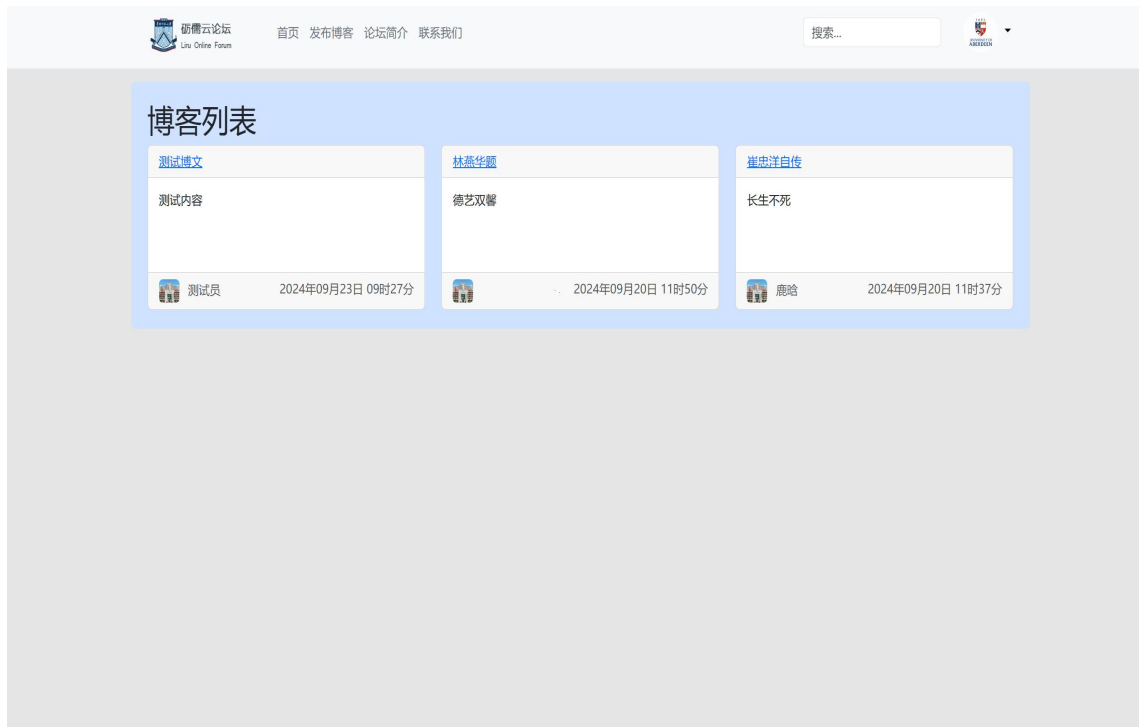 砺儒云论坛
Liru Online Forum
首页 发布博客 论坛简介 联系我们
搜索...
UNIVERSITY OF
ABERDEEN
博客列表
测试博文
测试内容
测试员 2024年09月23日 09时27分
林燕华题
德艺双馨
2024年09月20日 11时50分
崔忠洋自传
长生不死
鹿晗 2024年09月20日 11时37分